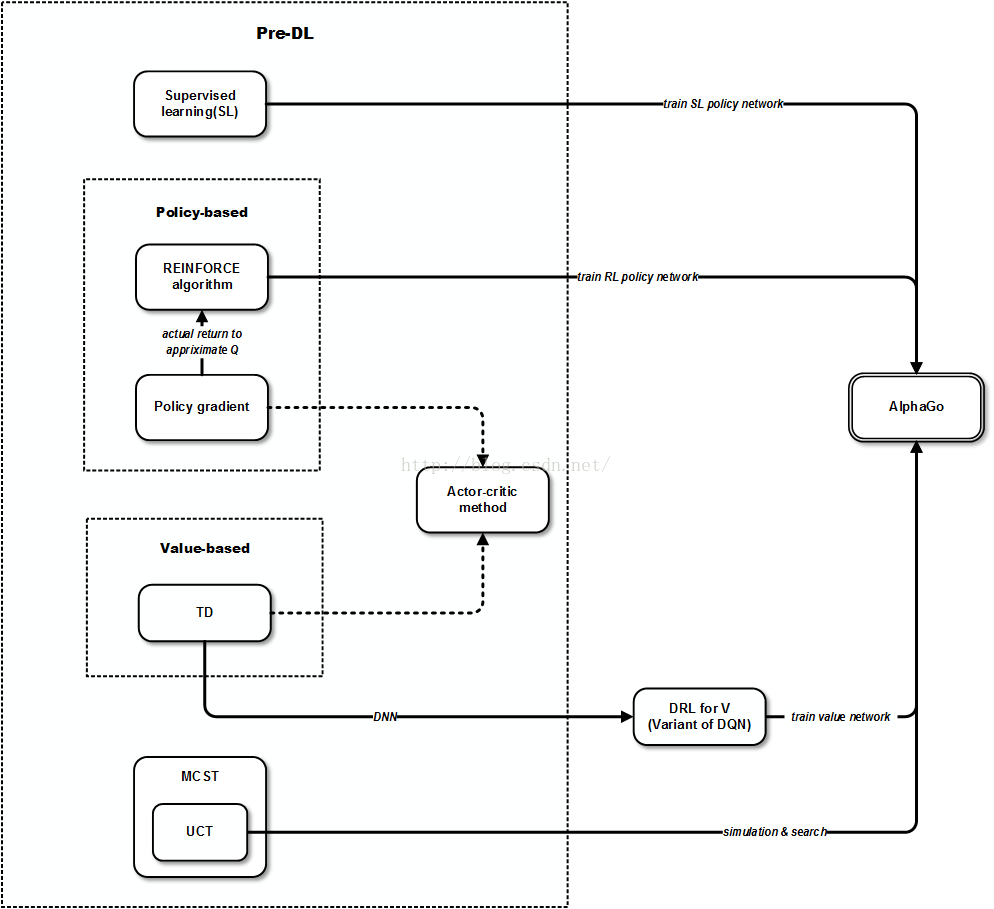 Pre-DL
Supervised
learning(SL)
train SL policy network
Policy-based
REINFORCE
algorithm
train RL policy network
actual return to
appriximate Q
Policy gradient
AlphaGo
http://blog.csdn.net/
Actor-critic
method
Value-based
TD
DNN
DRL for V
(Variant of DQN)
train value network
MCST
UCT
simulation & search